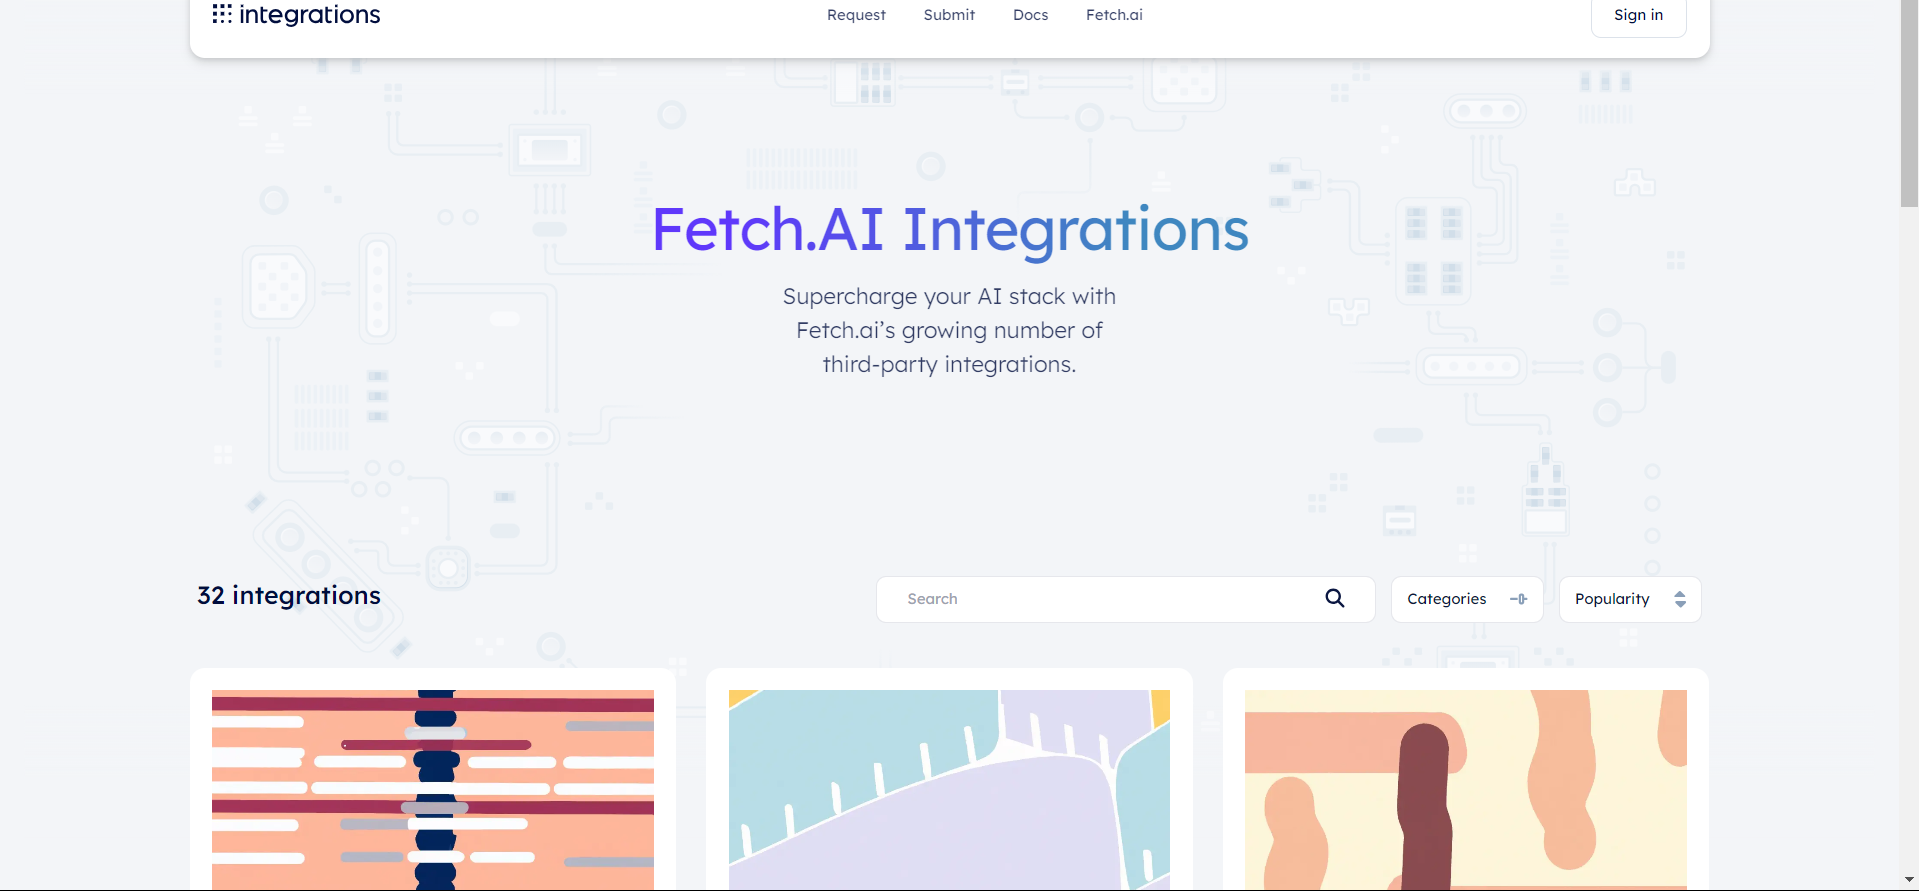 integrations
Request
Submit
Docs
Fetch.ai
Sign in
Fetch.AI Integrations
Supercharge your AI stack with
Fetch.ai’s growing number of
third-party integrations.
32 integrations
Search
Categories
Popularity